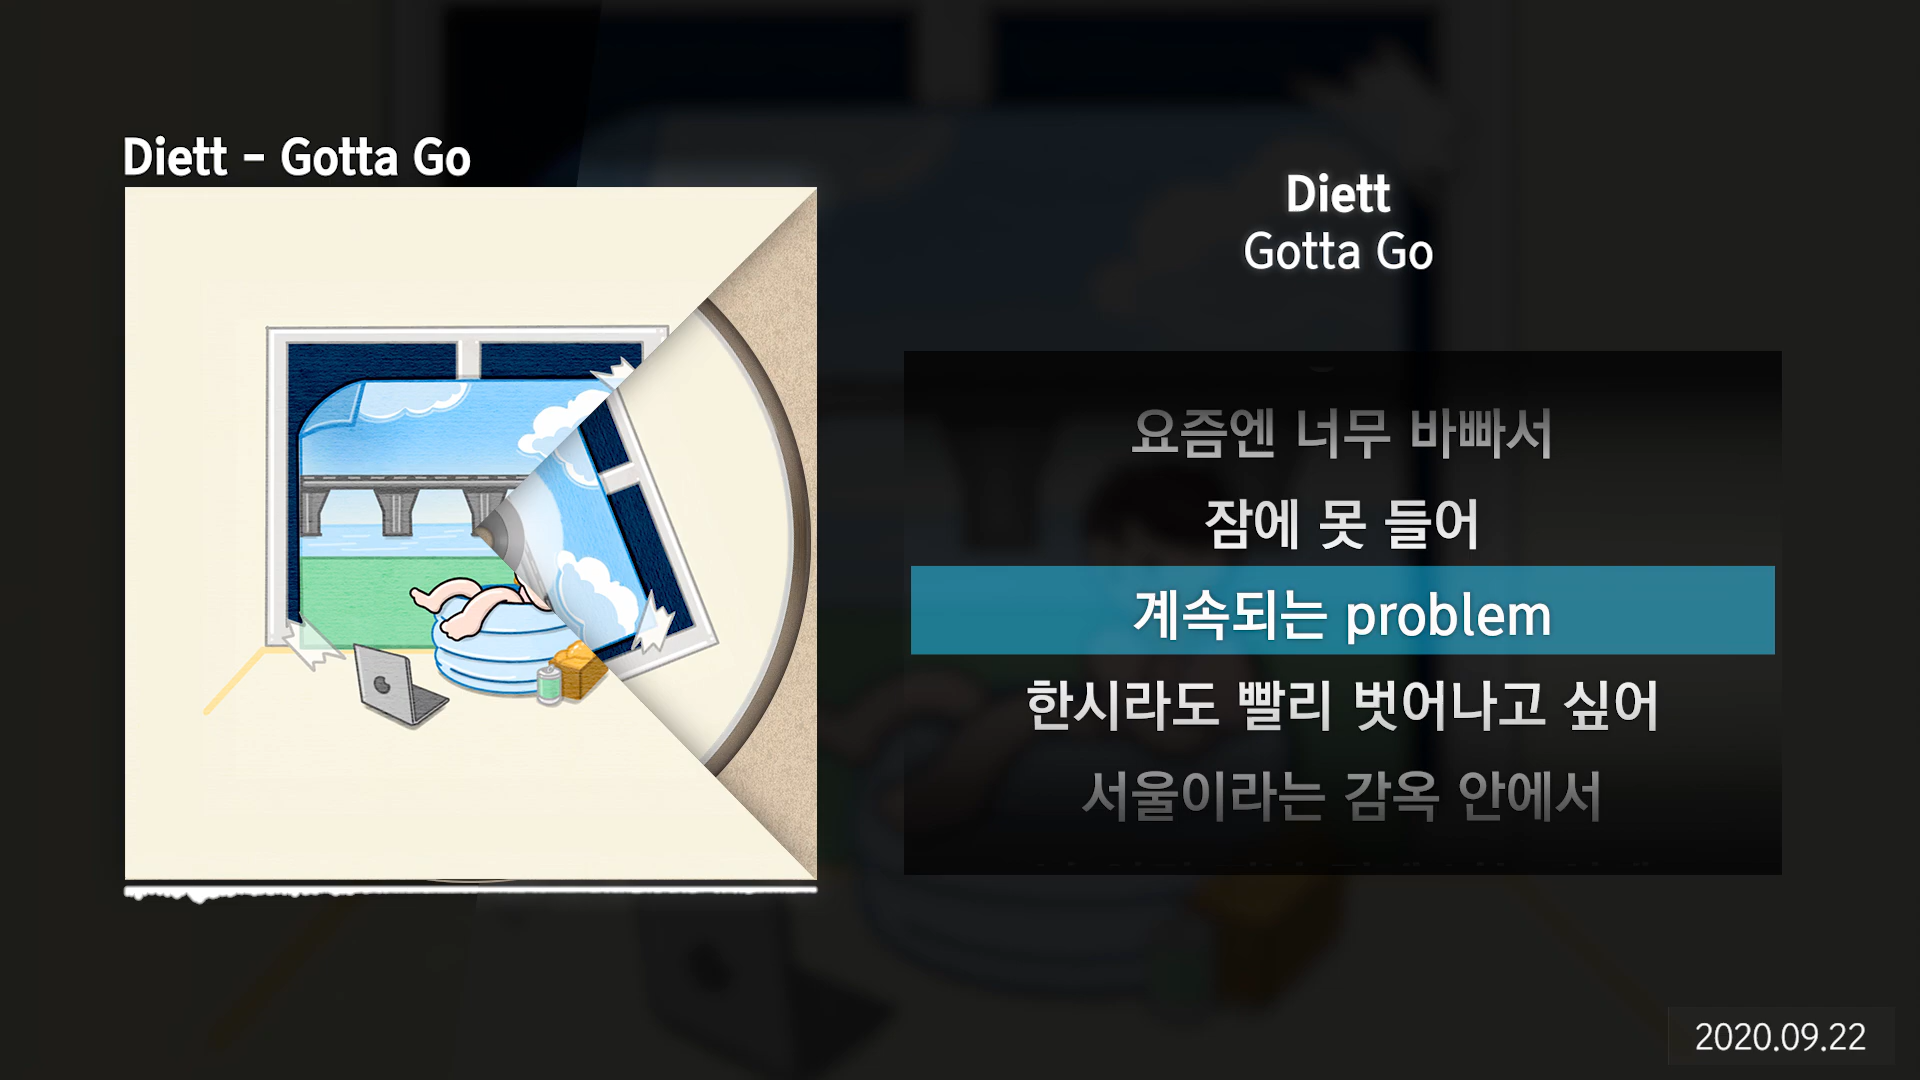 Diett - Gotta Go
Diett
Gotta Go
요즘엔 너무 바빠서
잠에 못 들어
계속되는 problem
한시라도 빨리 벗어나고 싶어
서울이라는 감옥 안에서
2020.09.22